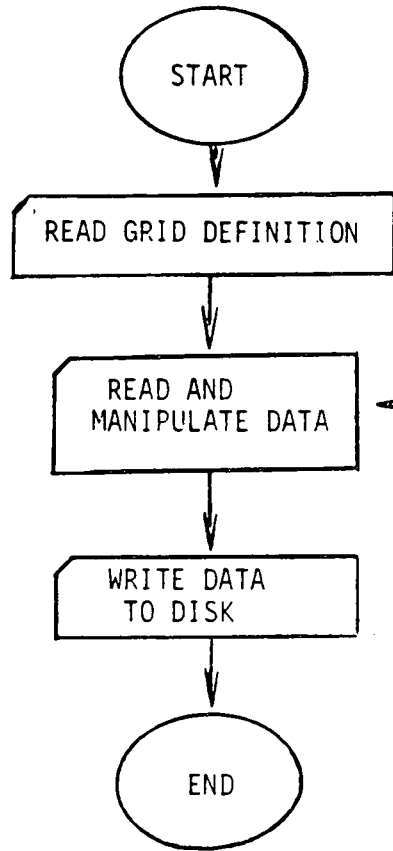 START
READ GRID DEFINITION
READ AND
MANIPULATE DATA
WRITE DATA
TO DISK
END